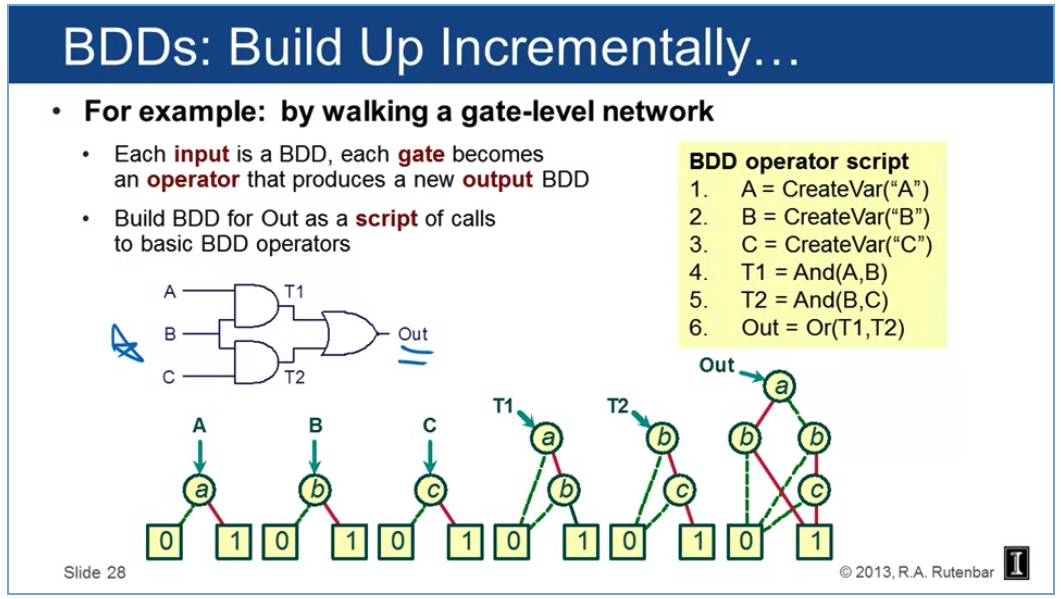 BDDs: Build Up Incrementally…
• For example: by walking a gate-level network
• Each input is a BDD, each gate becomes
an operator that produces a new output BDD
• Build BDD for Out as a script of calls
to basic BDD operators
BDD operator script
1. A = CreateVar(“A”)
2. B = CreateVar(“B”)
3. C = CreateVar(“C”)
4. T1 = And(A,B)
5. T2 = And(B,C)
6. Out = Or(T1,T2)
A
T1
B
Out
C
T2
A
a
0 1
B
b
0 1
C
c
0 1
T1
a
b
0 1
T2
b
c
0 1
Out
a
b b
c
0 1
Slide 28
© 2013, R.A. Rutenbar
I